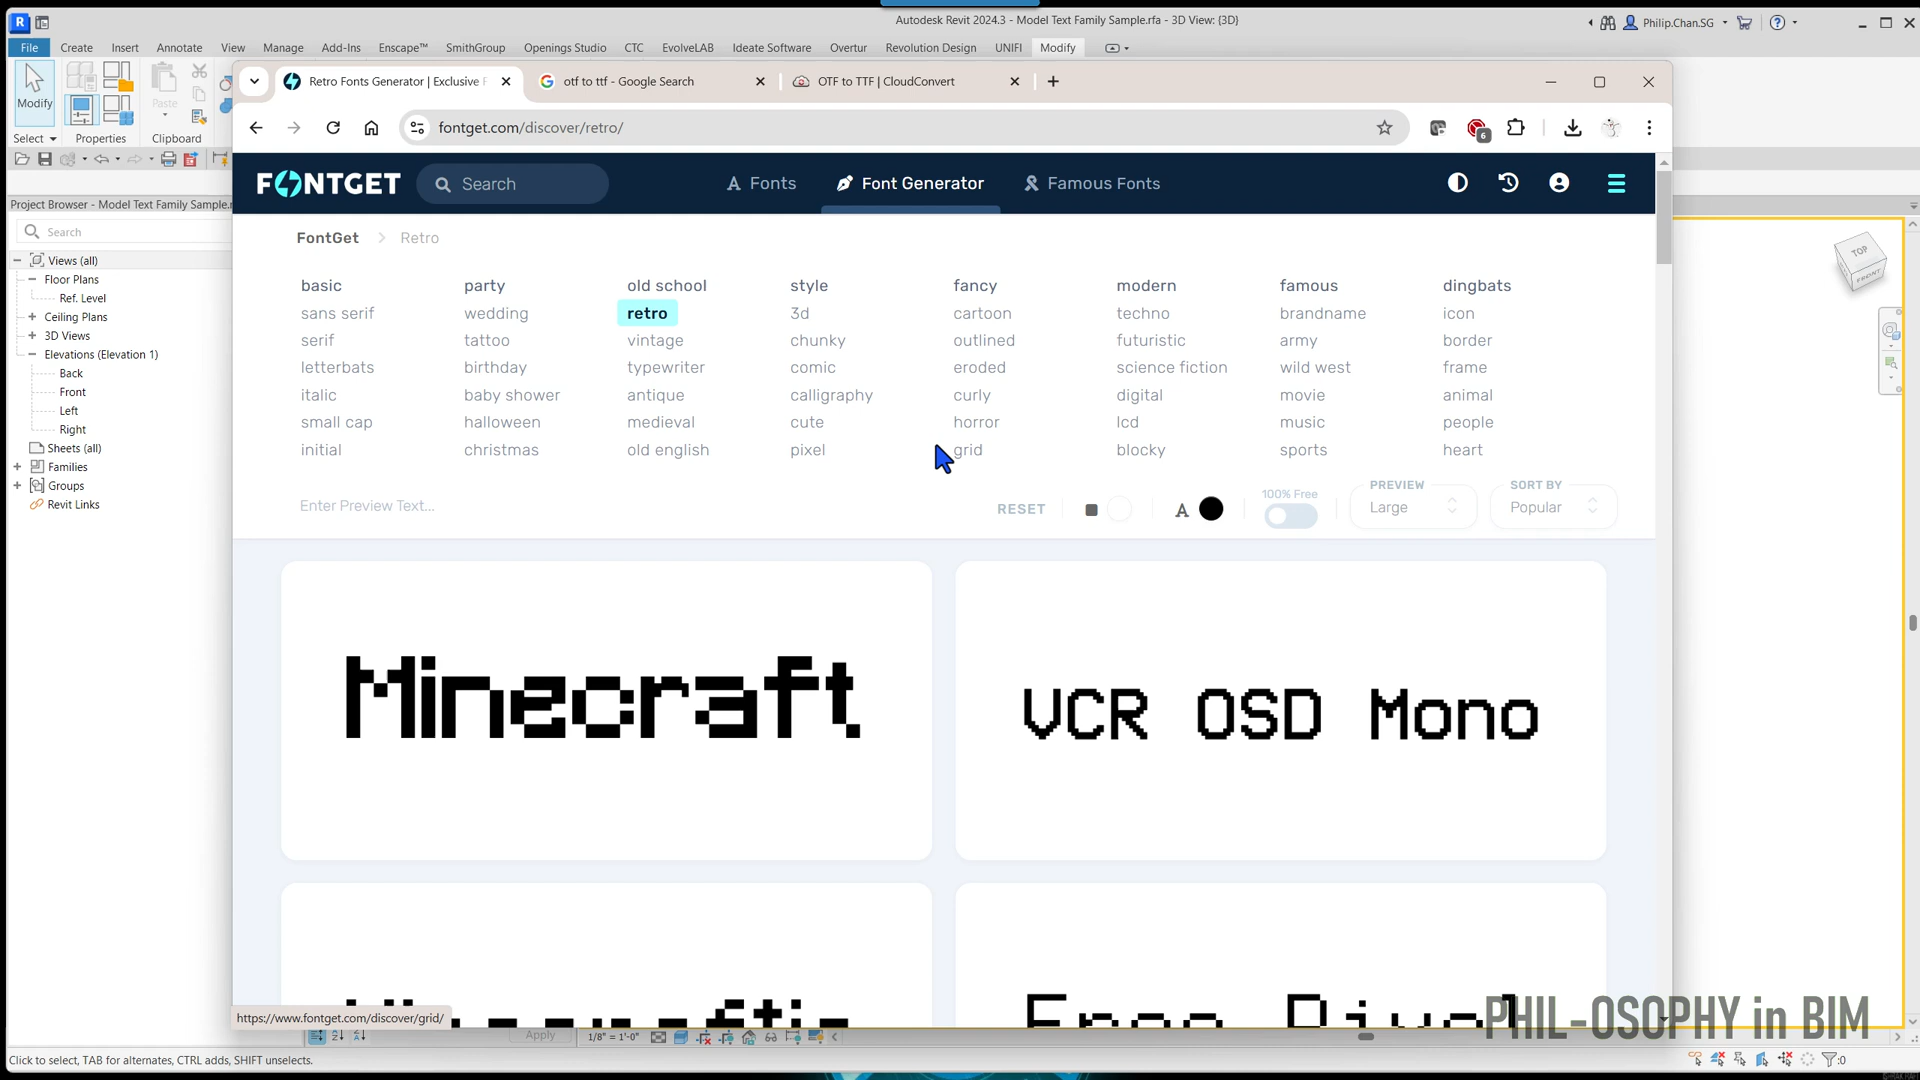 Autodesk Revit 2024.3 - Model Text Family Sample.rfa - 3D View: {3D}
Philip.Chan.SG
File Create Insert Annotate View Manage Add-Ins Enscape™ SmithGroup Openings Studio CTC EvolveLAB Ideate Software Overtur Revolution Design UNIFI Modify
Modify
Paste
Select
Properties
Clipboard
Retro Fonts Generator | Exclusive F
otf to ttf - Google Search
OTF to TTF | CloudConvert
fontget.com/discover/retro/
6
FONTGET
Search
Fonts
Font Generator
Famous Fonts
Project Browser - Model Text Family Sample.r
Search
Views (all)
Floor Plans
Ref. Level
Ceiling Plans
3D Views
Elevations (Elevation 1)
Back
Front
Left
Right
Sheets (all)
Families
Groups
Revit Links
TOP
FRONT
FontGet > Retro
basic party old school style fancy modern famous dingbats
sans serif wedding retro 3d cartoon techno brandname icon
serif tattoo vintage chunky outlined futuristic army border
letterbats birthday typewriter comic eroded science fiction wild west frame
italic baby shower antique calligraphy curly digital movie animal
small cap halloween medieval cute horror lcd music people
initial christmas old english pixel grid blocky sports heart
Enter Preview Text...
RESET
A
100% Free
PREVIEW
Large
SORT BY
Popular
Minecraft
VCR OSD Mono
Free Pixel
PHIL-OSOPHY in BIM
https://www.fontget.com/discover/grid/
Apply
1/8" = 1'-0"
Click to select, TAB for alternates, CTRL adds, SHIFT unselects.
:0